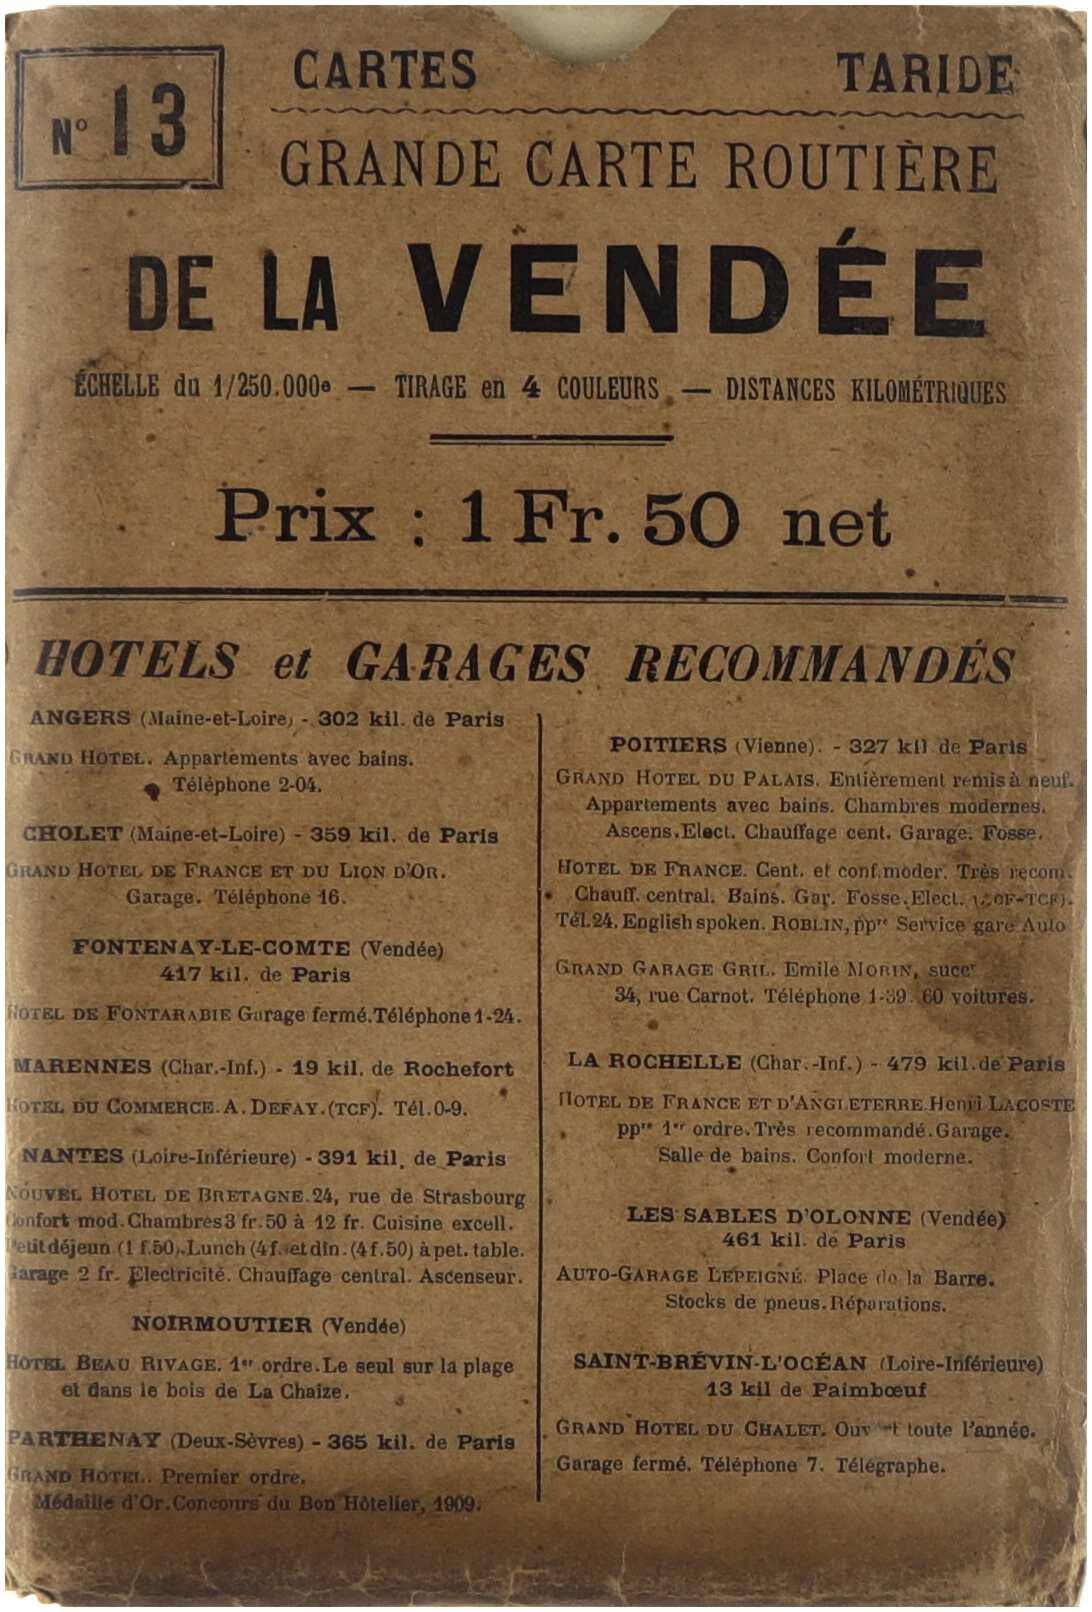 N° 13
CARTES TARIDE
GRANDE CARTE ROUTIÈRE
DE LA VENDÉE
ÉCHELLE du 1/250.000e — TIRAGE en 4 COULEURS — DISTANCES KILOMÉTRIQUES
Prix : 1 Fr. 50 net
HOTELS et GARAGES RECOMMANDÉS
ANGERS (Maine-et-Loire) - 302 kil. de Paris
GRAND HOTEL. Appartements avec bains.
Téléphone 2-04.
CHOLET (Maine-et-Loire) - 359 kil. de Paris
GRAND HOTEL DE FRANCE ET DU LION D'OR.
Garage. Téléphone 16.
FONTENAY-LE-COMTE (Vendée)
417 kil. de Paris
HOTEL DE FONTARABIE Garage fermé. Téléphone 1-24.
MARENNES (Char.-Inf.) - 19 kil. de Rochefort
HOTEL DU COMMERCE. A. DEFAY. (TCF). Tél. 0-9.
NANTES (Loire-Inférieure) - 391 kil. de Paris
NOUVEL HOTEL DE BRETAGNE. 24, rue de Strasbourg
Confort mod. Chambres 3 fr. 50 à 12 fr. Cuisine excell.
Petit déjeun (1 f. 50). Lunch (4 f. et din. (4 f. 50) à pet. table.
Garage 2 fr. Electricité. Chauffage central. Ascenseur.
NOIRMOUTIER (Vendée)
HOTEL BEAU RIVAGE. 1er ordre. Le seul sur la plage
et dans le bois de La Chaize.
PARTHENAY (Deux-Sèvres) - 365 kil. de Paris
GRAND HOTEL. Premier ordre.
Médaille d'Or. Concours du Bon Hôtelier, 1909.
POITIERS (Vienne). - 327 kil de Paris
GRAND HOTEL DU PALAIS. Entièrement remis à neuf.
Appartements avec bains. Chambres modernes.
Ascens. Elect. Chauffage cent. Garage. Fosse.
HOTEL DE FRANCE. Cent. et conf. moder. Très recom.
Chauff. central. Bains. Gar. Fosse. Elect. (ACF-TCF).
Tél. 24. English spoken. ROBLIN, ppre Service gare Auto
GRAND GARAGE GRIL. Emile MORIN, succr
34, rue Carnot. Téléphone 1-39. 60 voitures.
LA ROCHELLE (Char.-Inf.) - 479 kil. de Paris
HOTEL DE FRANCE ET D'ANGLETERRE. Henri LACOSTE
ppre 1er ordre. Très recommandé. Garage.
Salle de bains. Confort moderne.
LES SABLES D'OLONNE (Vendée)
461 kil. de Paris
AUTO-GARAGE LEPEIGNÉ. Place de la Barre.
Stocks de pneus. Réparations.
SAINT-BRÉVIN-L'OCÉAN (Loire-Inférieure)
13 kil de Paimbœuf
GRAND HOTEL DU CHALET. toute l'année.
Garage fermé. Téléphone 7. Télégraphe.